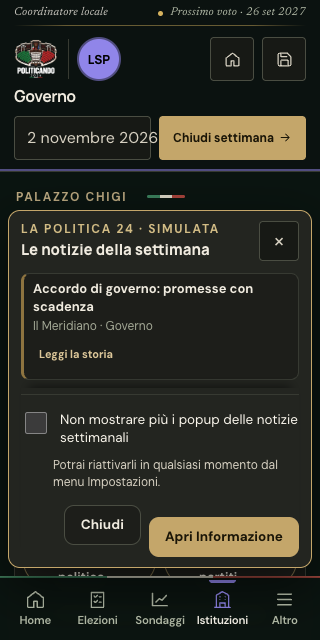 Coordinatore locale
Prossimo voto · 26 set 2027
POLITICANDO
LSP
Governo
2 novembre 2026
Chiudi settimana →
PALAZZO CHIGI
LA POLITICA 24 · SIMULATA
Le notizie della settimana
×
Accordo di governo: promesse con
scadenza
Il Meridiano · Governo
Leggi la storia
Non mostrare più i popup delle notizie
settimanali
Potrai riattivarli in qualsiasi momento dal
menu Impostazioni.
Chiudi
Apri Informazione
Home
Elezioni
Sondaggi
Istituzioni
Altro